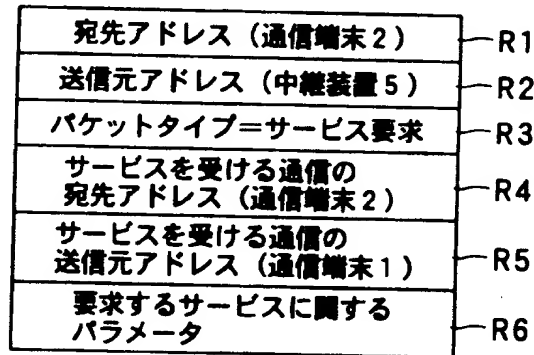 宛先アドレス（通信端末２）
R1
送信元アドレス（中継装置５）
R2
パケットタイプ＝サービス要求
R3
サービスを受ける通信の
宛先アドレス（通信端末２）
R4
サービスを受ける通信の
送信元アドレス（通信端末１）
R5
要求するサービスに関する
パラメータ
R6